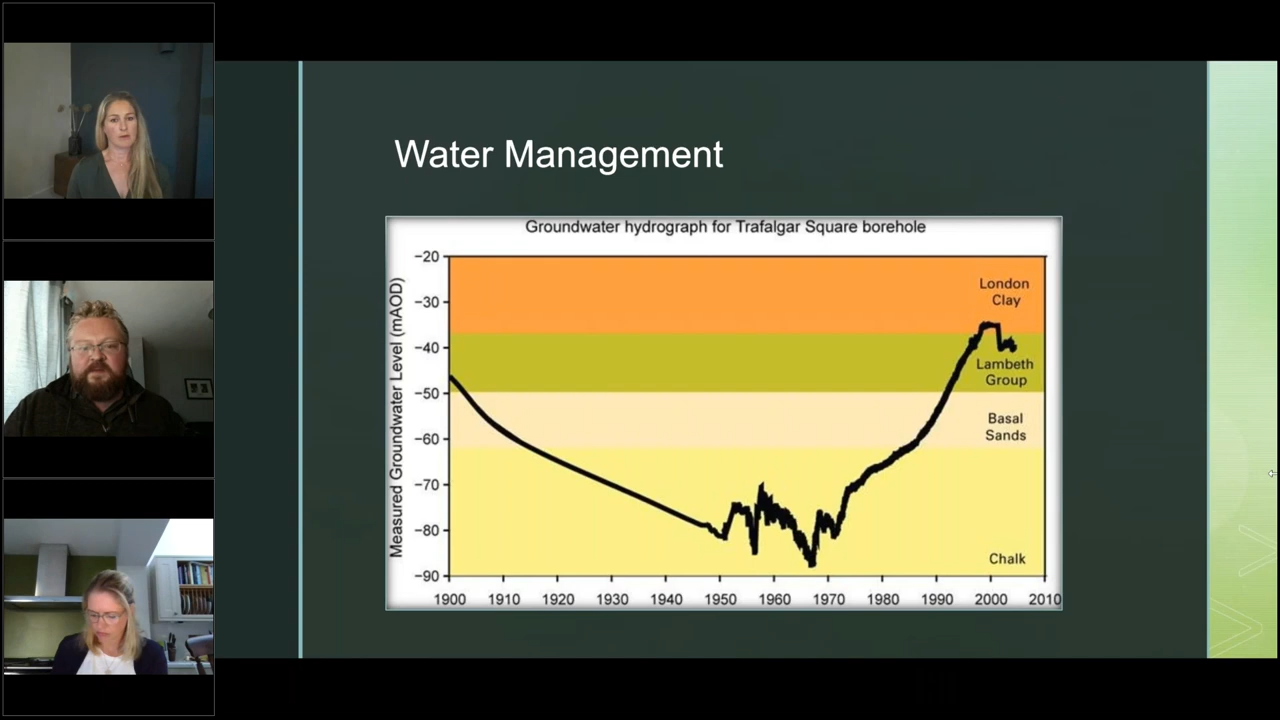 Water Management
Groundwater hydrograph for Trafalgar Square borehole
Measured Groundwater Level (mAOD)
−20
−30
−40
−50
−60
−70
−80
−90
London
Clay
Lambeth
Group
Basal
Sands
Chalk
1900 1910 1920 1930 1940 1950 1960 1970 1980 1990 2000 2010